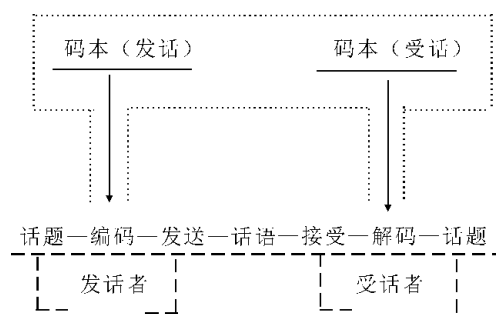 码本（发话） 码本（受话）
话题—编码—发送—话语—接受—解码—话题
发话者 受话者